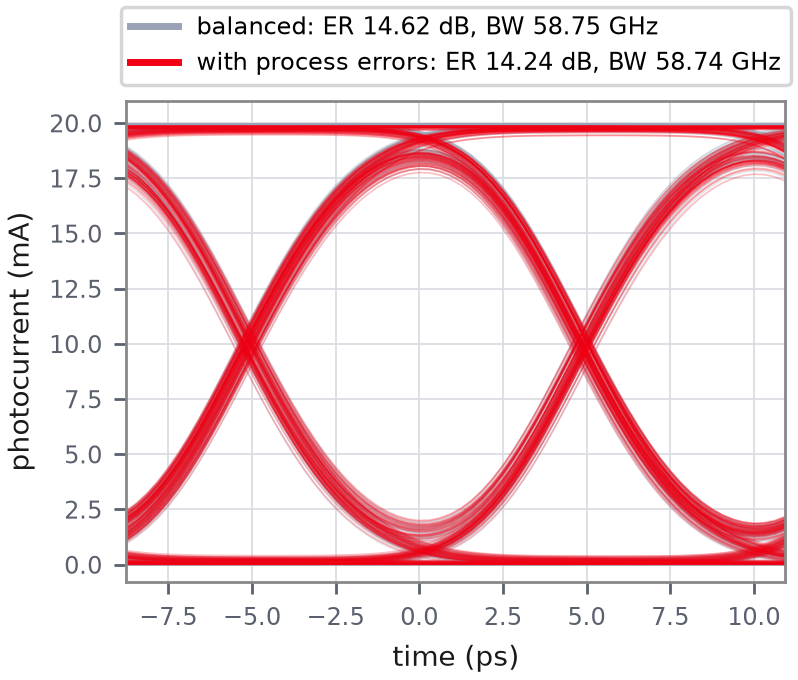 balanced: ER 14.62 dB, BW 58.75 GHz
with process errors: ER 14.24 dB, BW 58.74 GHz
20.0
17.5
15.0
12.5
10.0
7.5
5.0
2.5
0.0
photocurrent (mA)
−7.5 −5.0 −2.5 0.0 2.5 5.0 7.5 10.0
time (ps)